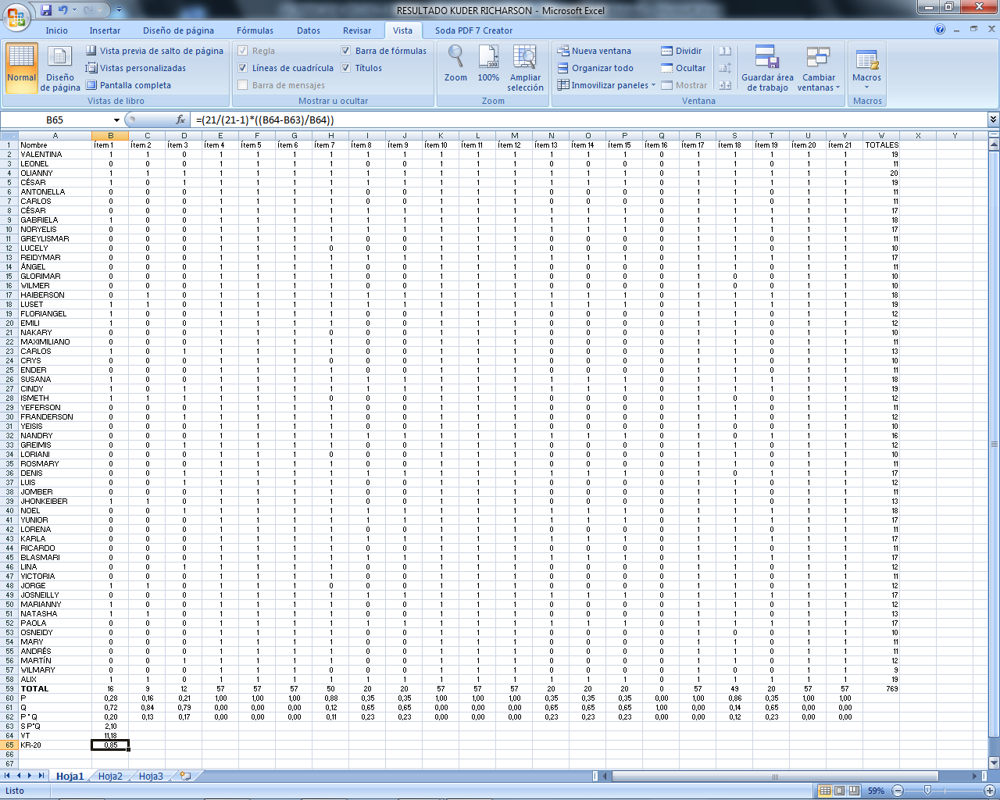 RESULTADO KUDER RICHARSON - Microsoft Excel
Inicio Insertar Diseño de página Fórmulas Datos Revisar Vista Soda PDF 7 Creator
Normal
Diseño de página
Vista previa de salto de página
Vistas personalizadas
Pantalla completa
Vistas de libro
Regla Barra de fórmulas
Líneas de cuadrícula Títulos
Barra de mensajes
Mostrar u ocultar
Zoom 100% Ampliar selección
Zoom
Nueva ventana Dividir
Organizar todo Ocultar
Inmovilizar paneles Mostrar
Guardar área de trabajo
Cambiar ventanas
Ventana
Macros
Macros
B65 fx =(21/(21-1)*((B64-B63)/B64))
A B C D E F G H I J K L M N O P Q R S T U V W X Y
1 Nombre Ítem 1 Ítem 2 Ítem 3 Ítem 4 Ítem 5 Ítem 6 Ítem 7 Ítem 8 Ítem 9 Ítem 10 Ítem 11 Ítem 12 Ítem 13 Ítem 14 Ítem 15 Ítem 16 Ítem 17 Ítem 18 Ítem 19 Ítem 20 Ítem 21 TOTALES
2 VALENTINA 1 1 0 1 1 1 1 1 1 1 1 1 1 1 1 0 1 1 1 1 1 19
3 LEONEL 0 0 0 1 1 1 1 0 0 1 1 1 0 0 0 0 1 1 0 1 1 11
4 OLIANNY 1 1 1 1 1 1 1 1 1 1 1 1 1 1 1 0 1 1 1 1 1 20
5 CÉSAR 1 0 1 1 1 1 1 1 1 1 1 1 1 1 1 0 1 1 1 1 1 19
6 ANTONELLA 0 0 0 1 1 1 1 0 0 1 1 1 0 0 0 0 1 1 0 1 1 11
7 CARLOS 0 0 0 1 1 1 1 0 0 1 1 1 0 0 0 0 1 1 0 1 1 11
8 CÉSAR 0 0 0 1 1 1 1 1 1 1 1 1 1 1 1 0 1 1 1 1 1 17
9 GABRIELA 1 0 0 1 1 1 1 1 1 1 1 1 1 1 1 0 1 1 1 1 1 18
10 NORYELIS 0 0 0 1 1 1 1 1 1 1 1 1 1 1 1 0 1 1 1 1 1 17
11 GREYLISMAR 0 0 0 1 1 1 1 0 0 1 1 1 0 0 0 0 1 1 0 1 1 11
12 LUCELY 0 0 0 1 1 1 0 0 0 1 1 1 0 0 0 0 1 1 0 1 1 10
13 REIDYMAR 0 0 0 1 1 1 1 1 1 1 1 1 1 1 1 0 1 1 1 1 1 17
14 ÁNGEL 0 0 0 1 1 1 1 0 0 1 1 1 0 0 0 0 1 1 0 1 1 11
15 GLORIMAR 0 0 0 1 1 1 1 0 0 1 1 1 0 0 0 0 1 0 0 1 1 10
16 WILMER 0 0 0 1 1 1 1 0 0 1 1 1 0 0 0 0 1 0 0 1 1 10
17 HAIBERSON 0 1 0 1 1 1 1 1 1 1 1 1 1 1 1 0 1 1 1 1 1 18
18 LUSET 1 1 0 1 1 1 1 1 1 1 1 1 1 1 1 0 1 1 1 1 1 19
19 FLORIANGEL 1 0 0 1 1 1 1 0 0 1 1 1 0 0 0 0 1 1 0 1 1 12
20 EMILI 1 0 0 1 1 1 1 0 0 1 1 1 0 0 0 0 1 1 0 1 1 12
21 NAKARY 0 0 0 1 1 1 0 0 0 1 1 1 0 0 0 0 1 1 0 1 1 10
22 MAXIMILIANO 0 0 0 1 1 1 1 0 0 1 1 1 0 0 0 0 1 1 0 1 1 11
23 CARLOS 1 0 1 1 1 1 1 0 0 1 1 1 0 0 0 0 1 1 0 1 1 13
24 CRYS 0 0 0 1 1 1 0 0 0 1 1 1 0 0 0 0 1 1 0 1 1 10
25 ENDER 0 0 0 1 1 1 1 0 0 1 1 1 0 0 0 0 1 1 0 1 1 11
26 SUSANA 1 0 0 1 1 1 1 1 1 1 1 1 1 1 1 0 1 1 1 1 1 18
27 CINDY 1 0 1 1 1 1 1 1 1 1 1 1 1 1 1 0 1 1 1 1 1 19
28 ISMETH 1 1 1 1 1 1 0 0 0 1 1 1 0 0 0 0 1 0 0 1 1 12
29 YEFERSON 0 0 0 1 1 1 1 0 0 1 1 1 0 0 0 0 1 1 0 1 1 11
30 FRANDERSON 0 0 1 1 1 1 1 0 0 1 1 1 0 0 0 0 1 1 0 1 1 12
31 YEISIS 0 0 0 1 1 1 1 0 0 1 1 1 0 0 0 0 1 0 0 1 1 10
32 NANDRY 0 0 0 1 1 1 1 1 1 1 1 1 1 1 1 0 1 0 1 1 1 16
33 GREIMIS 0 0 1 1 1 1 1 0 0 1 1 1 0 0 0 0 1 1 0 1 1 12
34 LORIANI 0 0 0 1 1 1 0 0 0 1 1 1 0 0 0 0 1 1 0 1 1 10
35 ROSMARY 0 0 0 1 1 1 1 0 0 1 1 1 0 0 0 0 1 1 0 1 1 11
36 DENIS 0 0 1 1 1 1 1 1 1 1 1 1 1 1 1 0 1 0 1 1 1 17
37 LUIS 0 0 1 1 1 1 1 0 0 1 1 1 0 0 0 0 1 1 0 1 1 12
38 JOMBER 0 0 0 1 1 1 1 0 0 1 1 1 0 0 0 0 1 1 0 1 1 11
39 JHONKEIBER 1 1 0 1 1 1 1 0 0 1 1 1 0 0 0 0 1 1 0 1 1 13
40 NOEL 0 0 1 1 1 1 1 1 1 1 1 1 1 1 1 0 1 1 1 1 1 18
41 YUNIOR 0 0 0 1 1 1 1 1 1 1 1 1 1 1 1 0 1 1 1 1 1 17
42 LORENA 0 0 0 1 1 1 1 0 0 1 1 1 0 0 0 0 1 1 0 1 1 11
43 KARLA 0 0 0 1 1 1 1 1 1 1 1 1 1 1 1 0 1 1 1 1 1 17
44 RICARDO 0 0 0 1 1 1 1 0 0 1 1 1 0 0 0 0 1 1 0 1 1 11
45 BLASMARI 0 0 0 1 1 1 1 1 1 1 1 1 1 1 1 0 1 1 1 1 1 17
46 LINA 0 0 1 1 1 1 1 0 0 1 1 1 0 0 0 0 1 1 0 1 1 12
47 VICTORIA 0 0 0 1 1 1 1 0 0 1 1 1 0 0 0 0 1 1 0 1 1 11
48 JORGE 1 1 0 1 1 1 0 0 0 1 1 1 0 0 0 0 1 1 0 1 1 12
49 JOSNEILLY 0 0 0 1 1 1 1 1 1 1 1 1 1 1 1 0 1 1 1 1 1 17
50 MARIANNY 1 0 0 1 1 1 1 0 0 1 1 1 0 0 0 0 1 1 0 1 1 12
51 NATASHA 1 1 0 1 1 1 1 0 0 1 1 1 0 0 0 0 1 1 0 1 1 13
52 PAOLA 0 0 0 1 1 1 1 1 1 1 1 1 1 1 1 0 1 1 1 1 1 17
53 OSNEIDY 0 0 0 1 1 1 1 0 0 1 1 1 0 0 0 0 1 0 0 1 1 10
54 MARY 0 0 0 1 1 1 1 0 0 1 1 1 0 0 0 0 1 1 0 1 1 11
55 ANDRÉS 0 0 0 1 1 1 1 0 0 1 1 1 0 0 0 0 1 1 0 1 1 11
56 MARTÍN 0 0 1 1 1 1 1 0 0 1 1 1 0 0 0 0 1 1 0 1 1 12
57 WILMARY 0 0 0 1 1 1 0 0 0 1 1 1 0 0 0 0 1 0 0 1 1 9
58 ALIX 1 1 0 1 1 1 1 1 1 1 1 1 1 1 1 0 1 1 1 1 1 19
59 TOTAL 16 9 12 57 57 57 50 20 20 57 57 57 20 20 20 0 57 49 20 57 57 769
60 P 0,28 0,16 0,21 1,00 1,00 1,00 0,88 0,35 0,35 1,00 1,00 1,00 0,35 0,35 0,35 0,00 1,00 0,86 0,35 1,00 1,00
61 Q 0,72 0,84 0,79 0,00 0,00 0,00 0,12 0,65 0,65 0,00 0,00 0,00 0,65 0,65 0,65 1,00 0,00 0,14 0,65 0,00 0,00
62 P * Q 0,20 0,13 0,17 0,00 0,00 0,00 0,11 0,23 0,23 0,00 0,00 0,00 0,23 0,23 0,23 0,00 0,00 0,12 0,23 0,00 0,00
63 S P*Q 2,10
64 VT 11,18
65 KR-20 0,85
66
67
Hoja1 Hoja2 Hoja3
Listo 59%